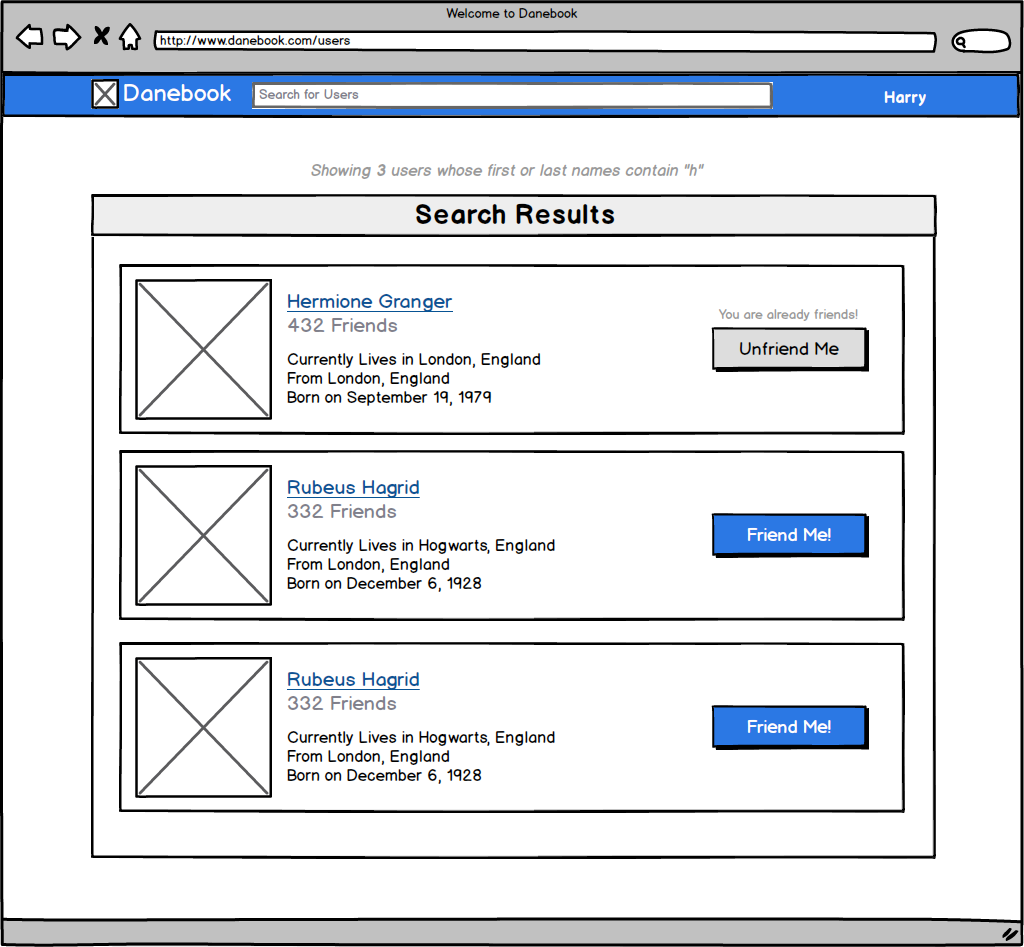 Welcome to Danebook
http://www.danebook.com/users
Danebook
Search for Users
Harry
Showing 3 users whose first or last names contain "h"
Search Results
Hermione Granger
432 Friends
Currently Lives in London, England
From London, England
Born on September 19, 1979
You are already friends!
Unfriend Me
Rubeus Hagrid
332 Friends
Currently Lives in Hogwarts, England
From London, England
Born on December 6, 1928
Friend Me!
Rubeus Hagrid
332 Friends
Currently Lives in Hogwarts, England
From London, England
Born on December 6, 1928
Friend Me!